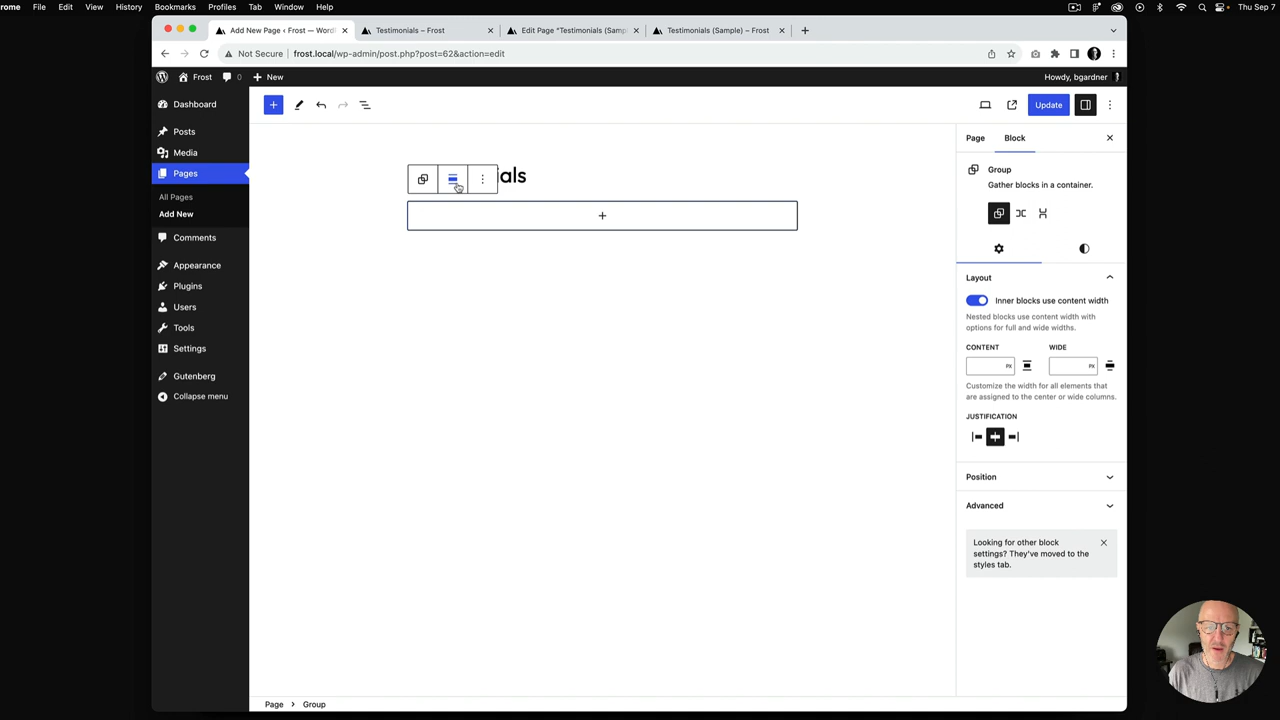 rome File Edit View History Bookmarks Profiles Tab Window Help Thu Sep 7
Add New Page ‹ Frost — Word
Testimonials – Frost
Edit Page "Testimonials (Samp
Testimonials (Sample) – Frost
Not Secure frost.local/wp-admin/post.php?post=62&action=edit
Frost 0 New Howdy, bgardner
Dashboard
Posts
Media
Pages
All Pages
Add New
Comments
Appearance
Plugins
Users
Tools
Settings
Gutenberg
Collapse menu
Update
ials
Page Block
Group
Gather blocks in a container.
Layout
Inner blocks use content width
Nested blocks use content width with
options for full and wide widths.
CONTENT WIDE
PX PX
Customize the width for all elements that
are assigned to the center or wide columns.
JUSTIFICATION
Position
Advanced
Looking for other block
settings? They've moved to the
styles tab.
Page Group